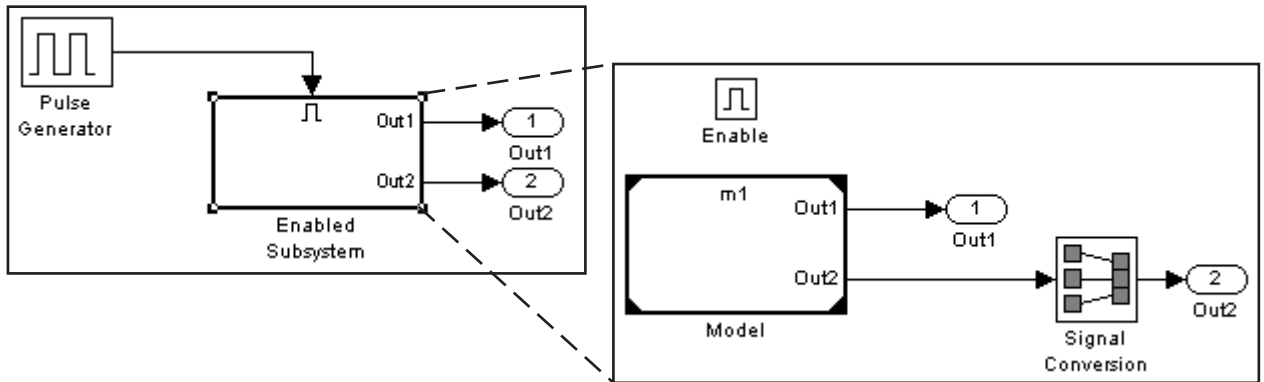 Pulse
Generator
Out1
1
Out1
Out2
2
Out2
Enabled
Subsystem
Enable
m1
Out1
1
Out1
Out2
2
Out2
Model
Signal
Conversion